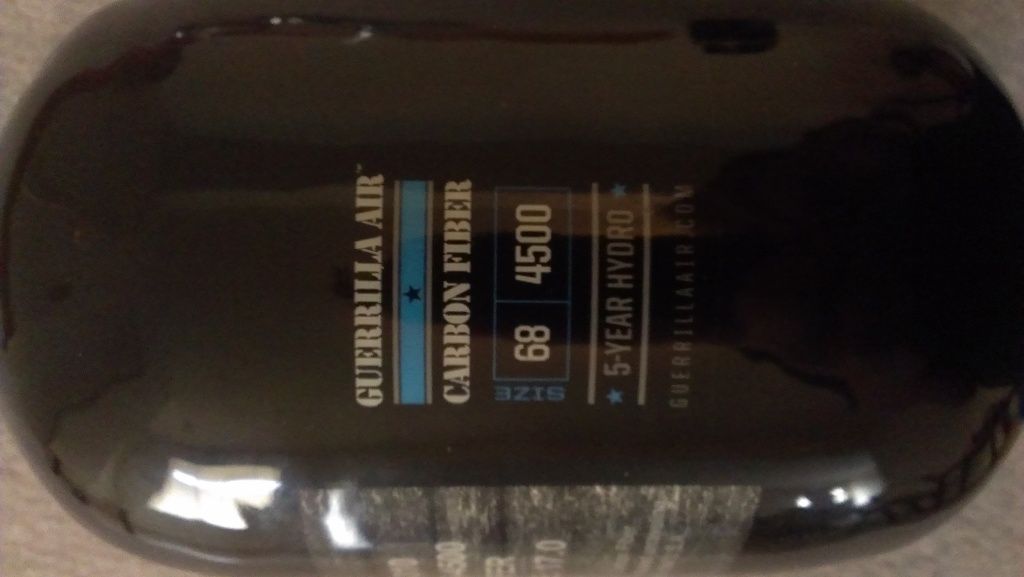 GUERRILLA AIR™
CARBON FIBER
SIZE 68 4500
5-YEAR HYDRO
GUERRILLAAIR.COM